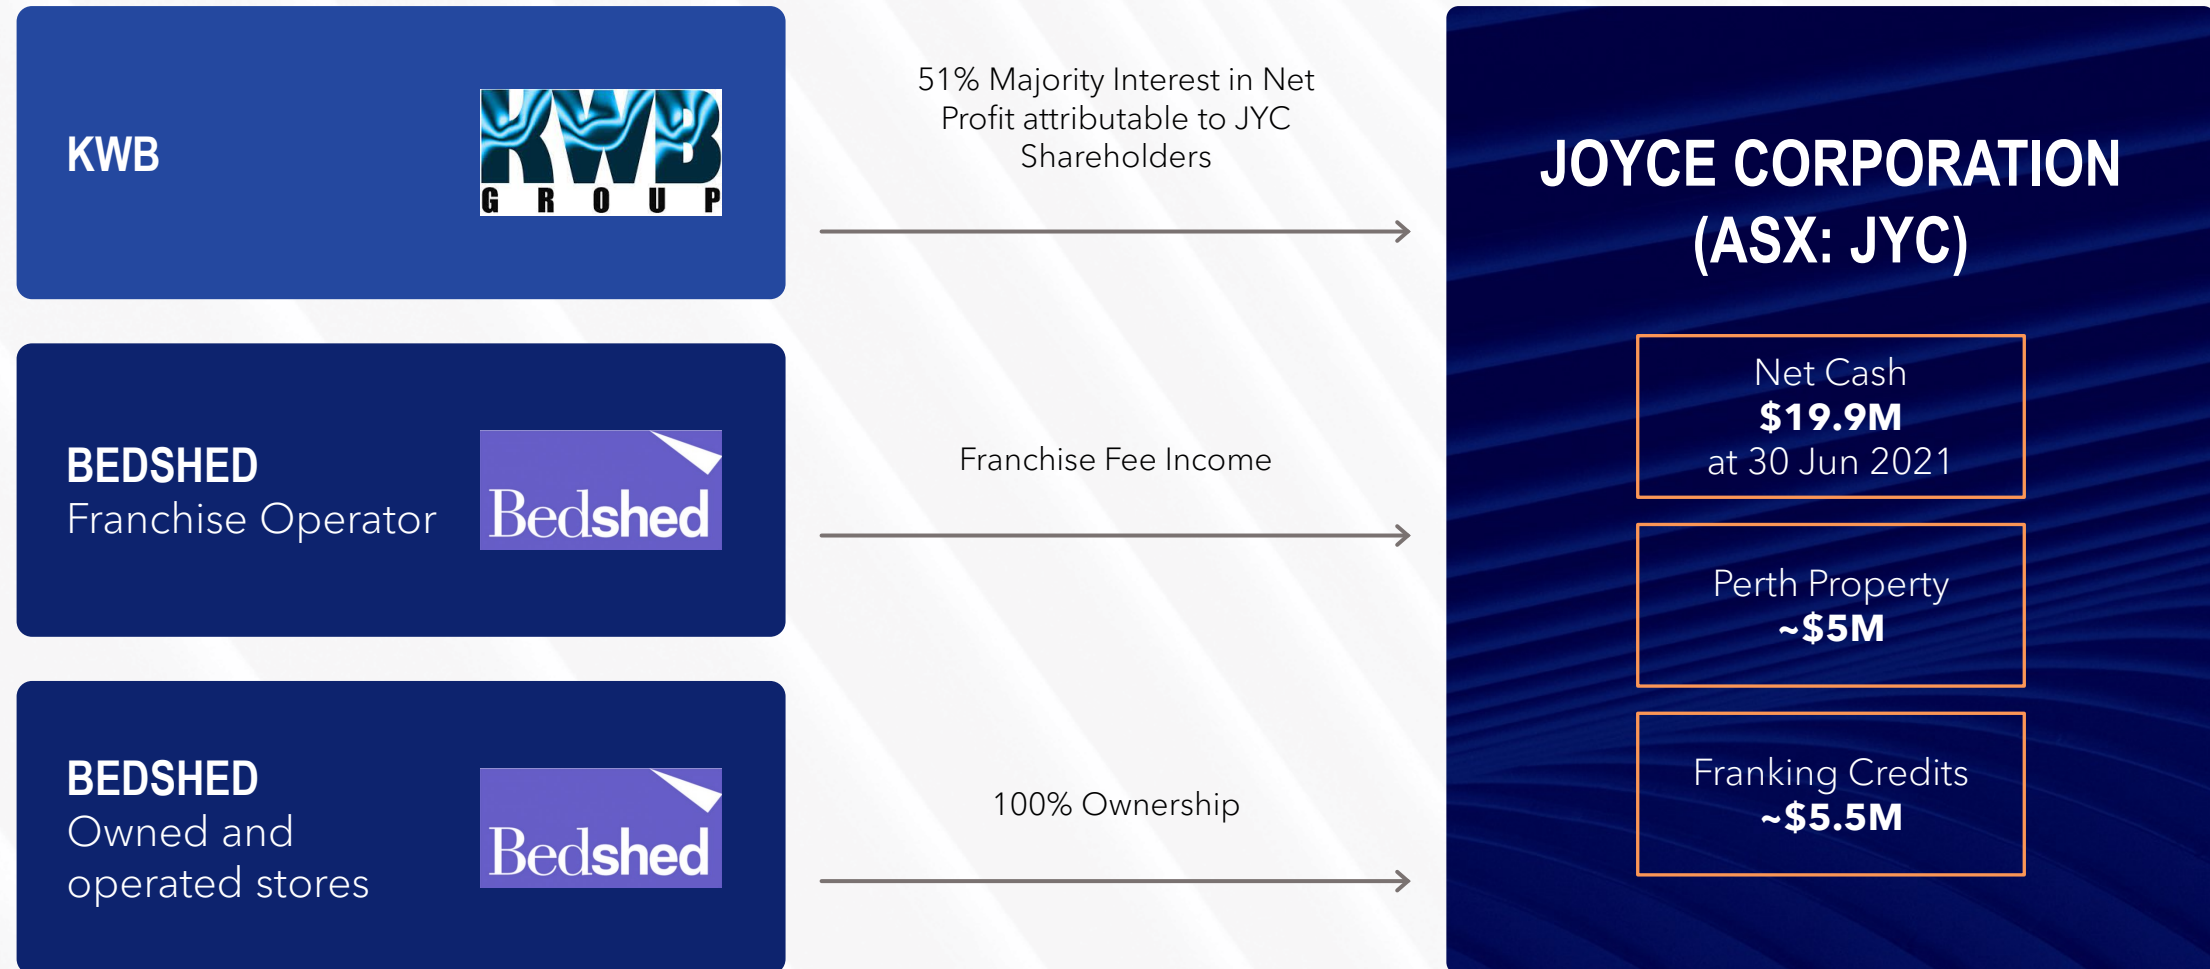 KWB
KWB
GROUP
51% Majority Interest in Net
Profit attributable to JYC
Shareholders
BEDSHED
Franchise Operator
Bedshed
Franchise Fee Income
BEDSHED
Owned and
operated stores
Bedshed
100% Ownership
JOYCE CORPORATION
(ASX: JYC)
Net Cash
$19.9M
at 30 Jun 2021
Perth Property
~$5M
Franking Credits
~$5.5M